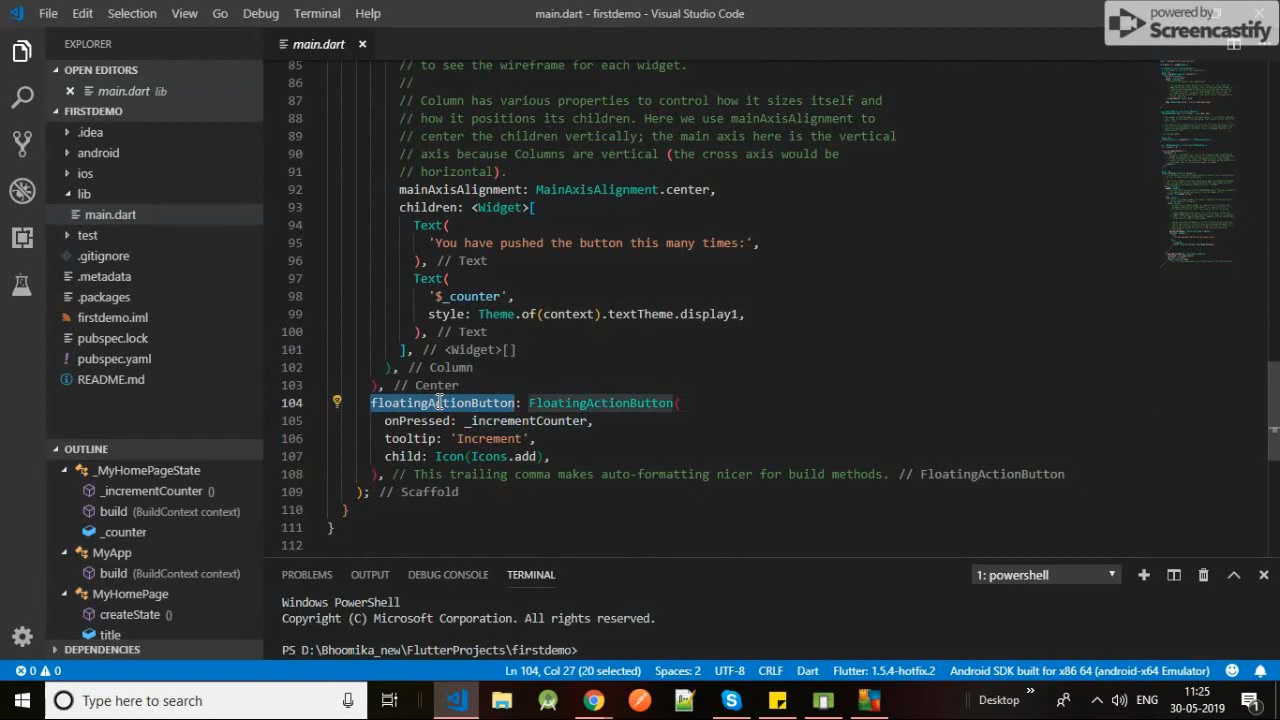 File Edit Selection View Go Debug Terminal Help
main.dart - firstdemo - Visual Studio Code
powered by
Screencastify
EXPLORER
OPEN EDITORS
main.dart lib
FIRSTDEMO
.idea
android
ios
lib
main.dart
test
.gitignore
.metadata
.packages
firstdemo.iml
pubspec.lock
pubspec.yaml
README.md
OUTLINE
_MyHomePageState
_incrementCounter ()
build (BuildContext context)
_counter
MyApp
build (BuildContext context)
MyHomePage
createState ()
title
DEPENDENCIES
main.dart
85 // to see the wireframe for each widget.
86 //
87 // Column has various properties to control how it sizes itself and
88 // how it positions its children. Here we use mainAxisAlignment to
89 // center the children vertically; the main axis here is the vertical
90 // axis because Columns are vertical (the cross axis would be
91 // horizontal).
92 mainAxisAlignment: MainAxisAlignment.center,
93 children: <Widget>[
94 Text(
95 'You have pushed the button this many times:',
96 ), // Text
97 Text(
98 '$_counter',
99 style: Theme.of(context).textTheme.display1,
100 ), // Text
101 ], // <Widget>[]
102 ), // Column
103 ), // Center
104 floatingActionButton: FloatingActionButton(
105 onPressed: _incrementCounter,
106 tooltip: 'Increment',
107 child: Icon(Icons.add),
108 ), // This trailing comma makes auto-formatting nicer for build methods. // FloatingActionButton
109 ); // Scaffold
110 }
111 }
112
PROBLEMS OUTPUT DEBUG CONSOLE TERMINAL
1: powershell
Windows PowerShell
Copyright (C) Microsoft Corporation. All rights reserved.
PS D:\Bhoomika_new\FlutterProjects\firstdemo>
0 0
Ln 104, Col 27 (20 selected) Spaces: 2 UTF-8 CRLF Dart Flutter: 1.5.4-hotfix.2 Android SDK built for x86 64 (android-x64 Emulator)
Type here to search
Desktop
ENG
11:25
30-05-2019
1